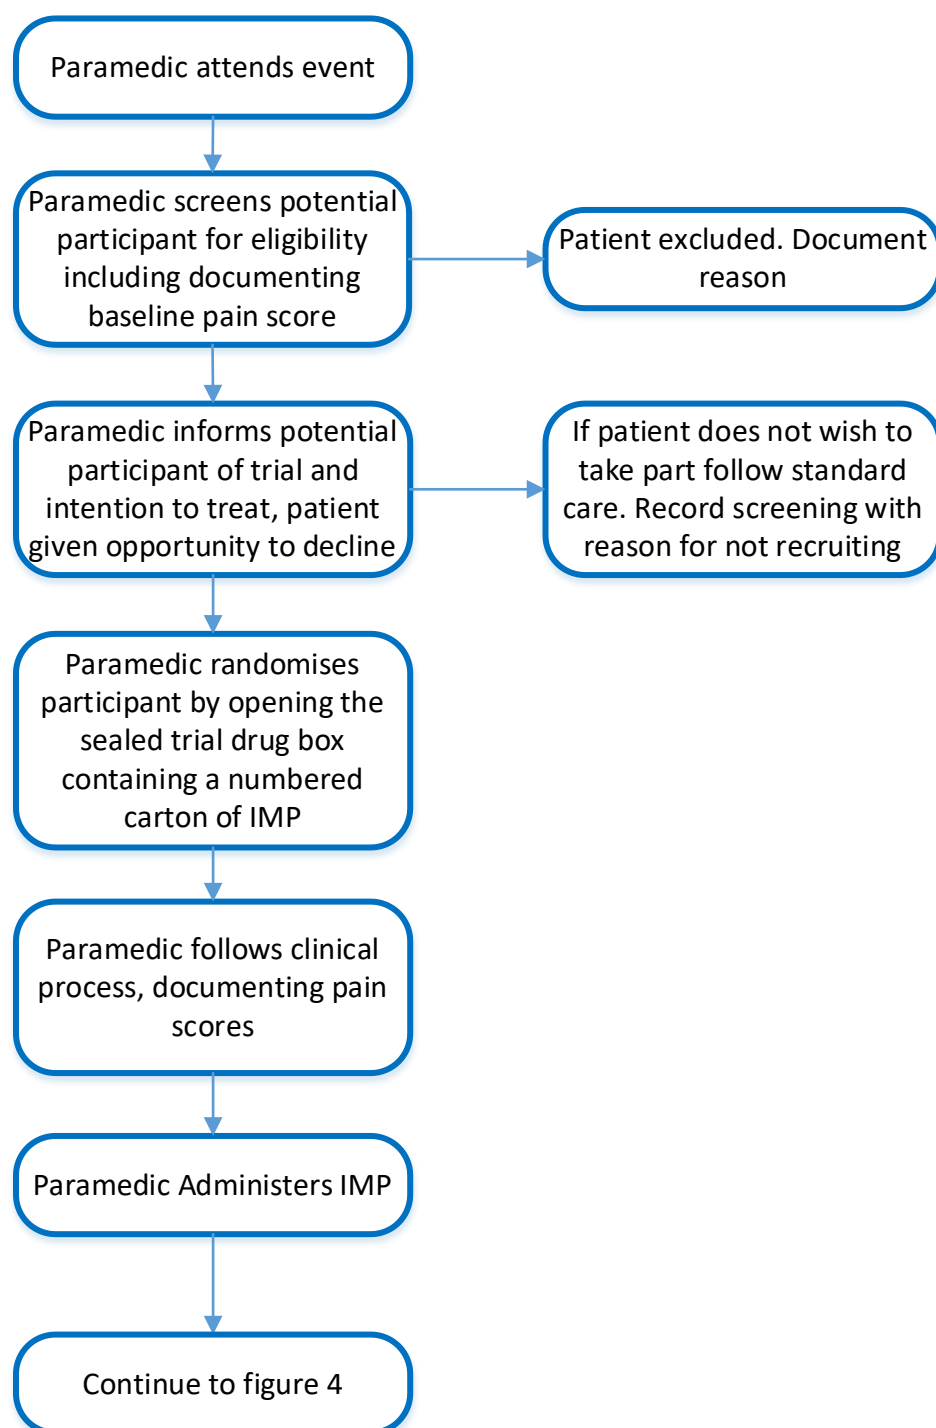 Paramedic attends event
Paramedic screens potential
participant for eligibility
including documenting
baseline pain score
Patient excluded. Document
reason
Paramedic informs potential
participant of trial and
intention to treat, patient
given opportunity to decline
If patient does not wish to
take part follow standard
care. Record screening with
reason for not recruiting
Paramedic randomises
participant by opening the
sealed trial drug box
containing a numbered
carton of IMP
Paramedic follows clinical
process, documenting pain
scores
Paramedic Administers IMP
Continue to figure 4